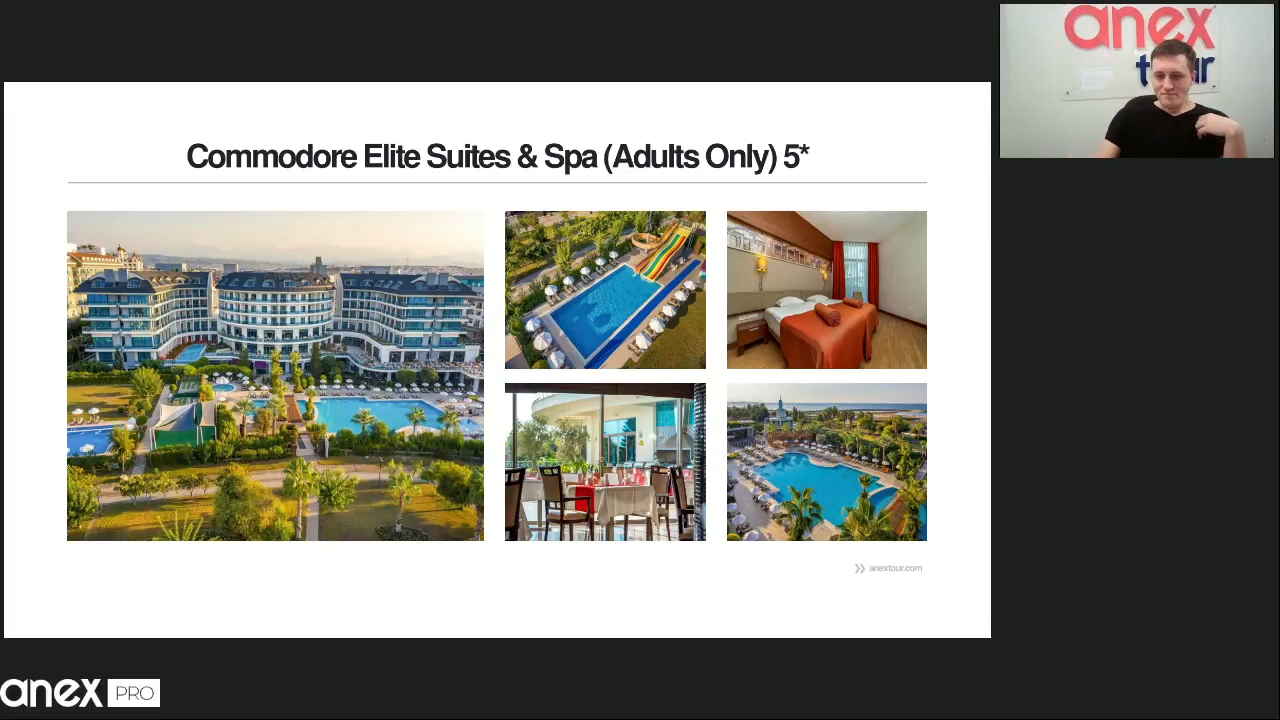 anex
tour
Commodore Elite Suites & Spa (Adults Only) 5*
anextour.com
anex PRO